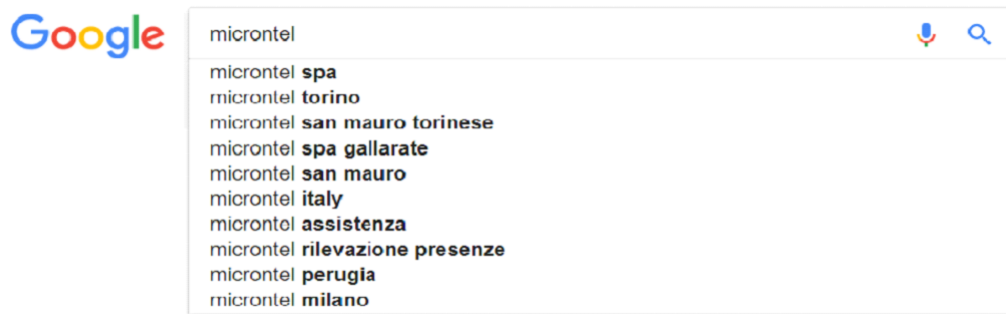 Google
microntel
microntel spa
microntel torino
microntel san mauro torinese
microntel spa gallarate
microntel san mauro
microntel italy
microntel assistenza
microntel rilevazione presenze
microntel perugia
microntel milano